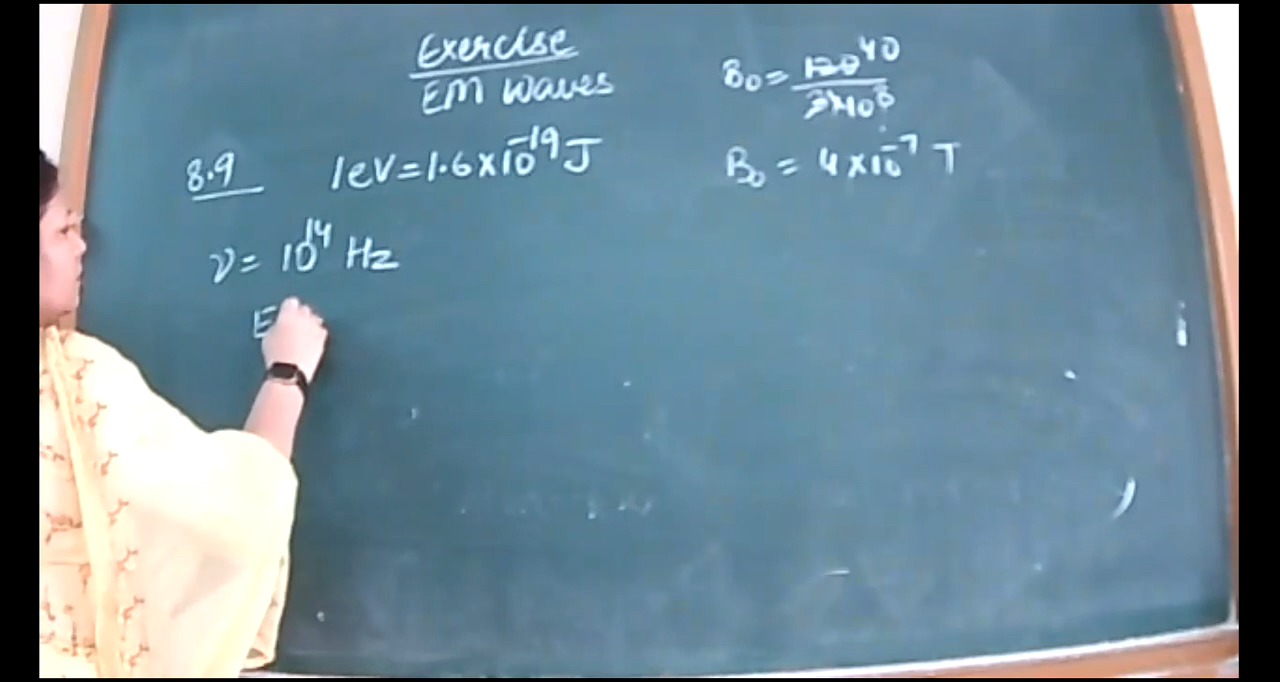 Exercise
EM Waves
8.9 1eV=1.6×10⁻¹⁹J
ν= 10¹⁴ Hz
E
B₀= 120 40 / 3×10⁸
B₀ = 4×10⁻⁷ T